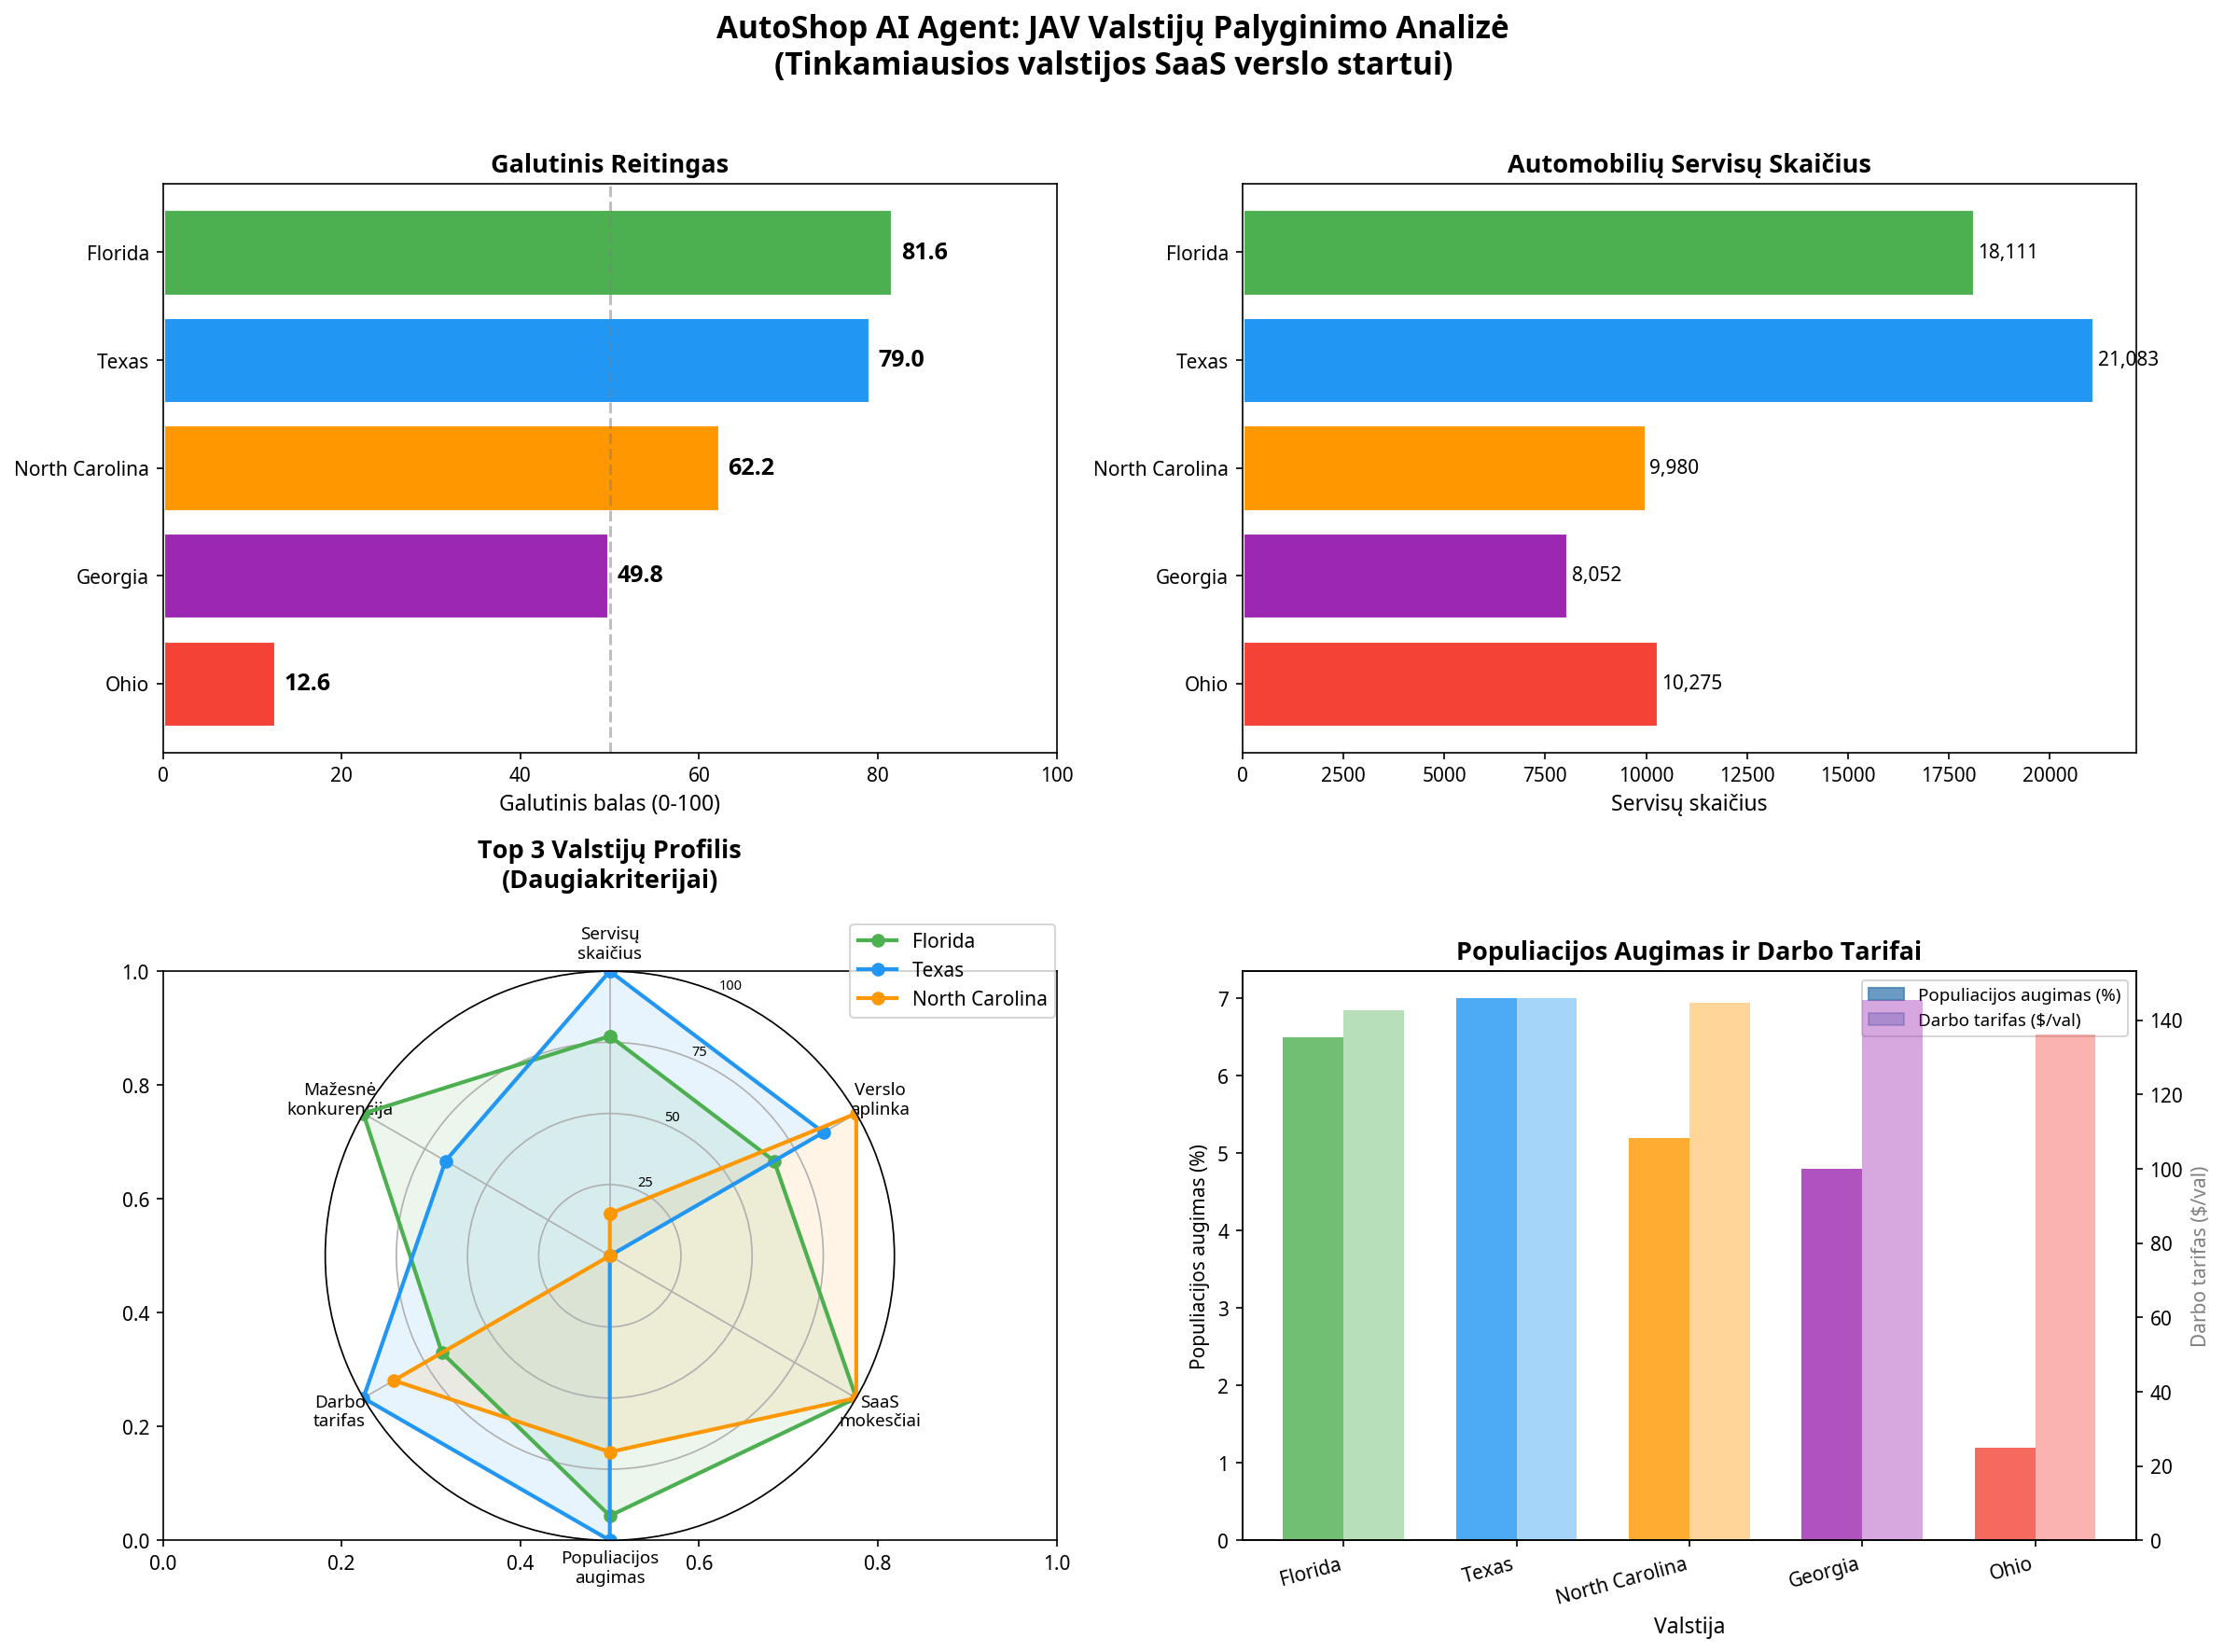 AutoShop AI Agent: JAV Valstijų Palyginimo Analizė
(Tinkamiausios valstijos SaaS verslo startui)
Galutinis Reitingas
Florida
81.6
Texas
79.0
North Carolina
62.2
Georgia
49.8
Ohio
12.6
0 20 40 60 80 100
Galutinis balas (0-100)
Automobilių Servisų Skaičius
Florida
18,111
Texas
21,083
North Carolina
9,980
Georgia
8,052
Ohio
10,275
0 2500 5000 7500 10000 12500 15000 17500 20000
Servisų skaičius
Top 3 Valstijų Profilis
(Daugiakriterijai)
Florida
Texas
North Carolina
Servisų
skaičius
Verslo
aplinka
SaaS
mokesčiai
Populiacijos
augimas
Darbo
tarifas
Mažesnė
konkurencija
100
75
50
25
1.0
0.8
0.6
0.4
0.2
0.0
0.0 0.2 0.4 0.6 0.8 1.0
Populiacijos Augimas ir Darbo Tarifai
Populiacijos augimas (%)
Darbo tarifas ($/val)
Populiacijos augimas (%)
7
6
5
4
3
2
1
0
140
120
100
80
60
40
20
0
Darbo tarifas ($/val)
Florida
Texas
North Carolina
Georgia
Ohio
Valstija